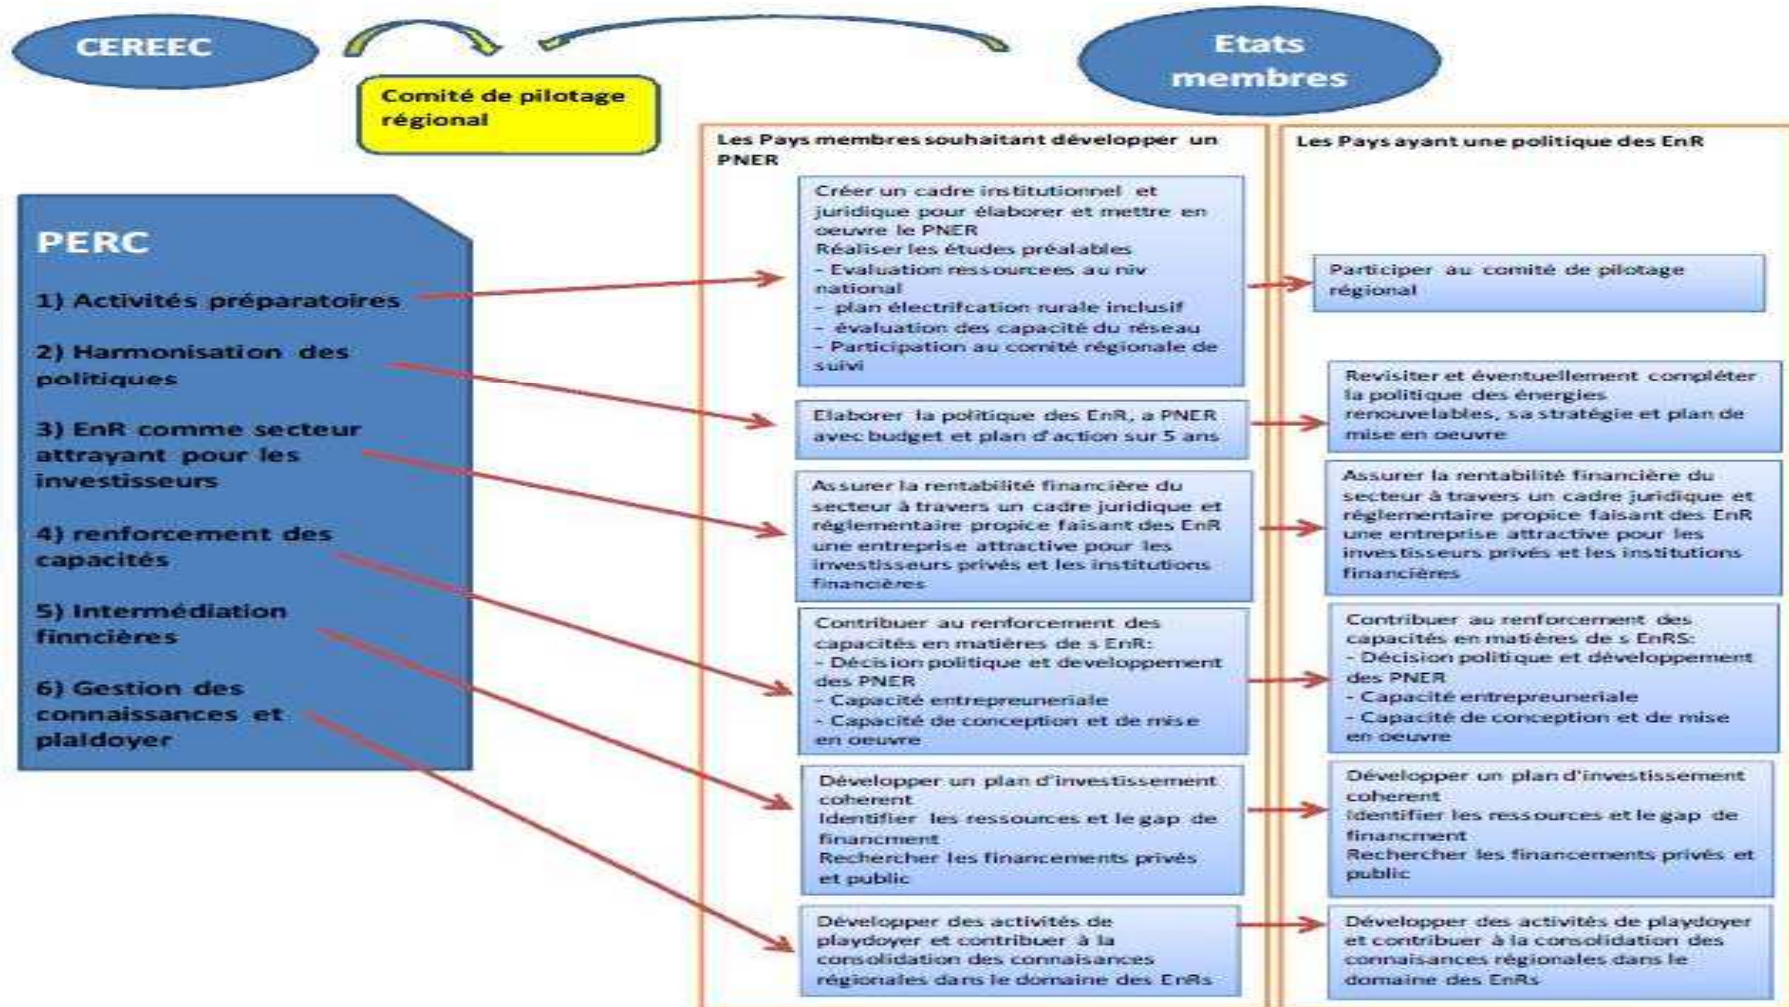 CEREEC
Etats
membres
Comité de pilotage
régional
PERC
1) Activités préparatoires
2) Harmonisation des
politiques
3) EnR comme secteur
attrayant pour les
investisseurs
4) renforcement des
capacités
5) Intermédiation
finncières
6) Gestion des
connaissances et
plaidoyer
Les Pays membres souhaitant développer un
PNER
Créer un cadre institutionnel et
juridique pour élaborer et mettre en
oeuvre le PNER
Réaliser les études préalables
- Evaluation ressourcees au niv
national
- plan électrifcation rurale inclusif
- évaluation des capacité du réseau
- Participation au comité régionale de
suivi
Elaborer la politique des EnR, a PNER
avec budget et plan d'action sur 5 ans
Assurer la rentabilité financière du
secteur à travers un cadre juridique et
réglementaire propice faisant des EnR
une entreprise attractive pour les
investisseurs privés et les institutions
financières
Contribuer au renforcement des
capacités en matières de s EnR:
- Décision politique et developpement
des PNER
- Capacité entrepreuneriale
- Capacité de conception et de mise
en oeuvre
Développer un plan d'investissement
coherent
Identifier les ressources et le gap de
financment
Rechercher les financements privés
et public
Développer des activités de
playdoyer et contribuer à la
consolidation des connaisances
régionales dans le domaine des EnRs
Les Pays ayant une politique des EnR
Participer au comité de pilotage
régional
Revisiter et éventuellement compléter
la politique des énergies
renouvelables, sa stratégie et plan de
mise en oeuvre
Assurer la rentabilité financière du
secteur à travers un cadre juridique et
réglementaire propice faisant des EnR
une entreprise attractive pour les
investisseurs privés et les institutions
financières
Contribuer au renforcement des
capacités en matières de s EnRS:
- Décision politique et développement
des PNER
- Capacité entrepreuneriale
- Capacité de conception et de mise
en oeuvre
Développer un plan d'investissement
coherent
Identifier les ressources et le gap de
financment
Rechercher les financements privés et
public
Développer des activités de playdoyer
et contribuer à la consolidation des
connaisances régionales dans le
domaine des EnRs